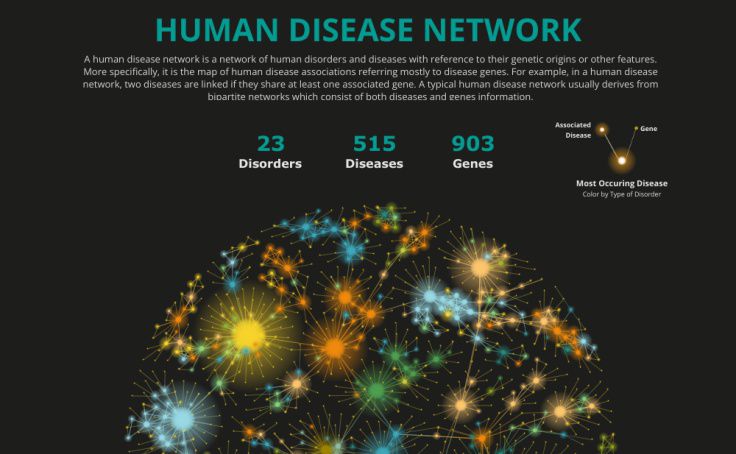 HUMAN DISEASE NETWORK
A human disease network is a network of human disorders and diseases with reference to their genetic origins or other features.
More specifically, it is the map of human disease associations referring mostly to disease genes. For example, in a human disease
network, two diseases are linked if they share at least one associated gene. A typical human disease network usually derives from
bipartite networks which consist of both diseases and genes information.
23
Disorders
515
Diseases
903
Genes
Associated
Disease
Gene
Most Occuring Disease
Color by Type of Disorder